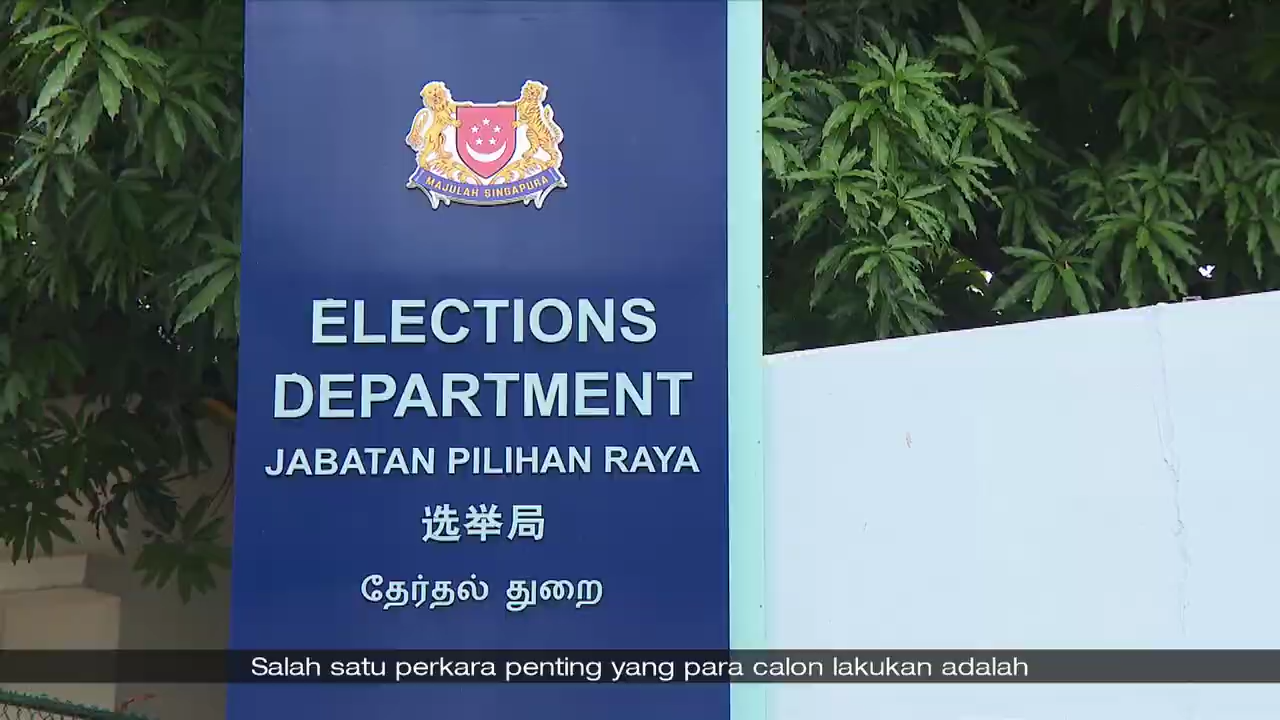 MAJULAH SINGAPURA
ELECTIONS
DEPARTMENT
JABATAN PILIHAN RAYA
选举局
தேர்தல் துறை
Salah satu perkara penting yang para calon lakukan adalah